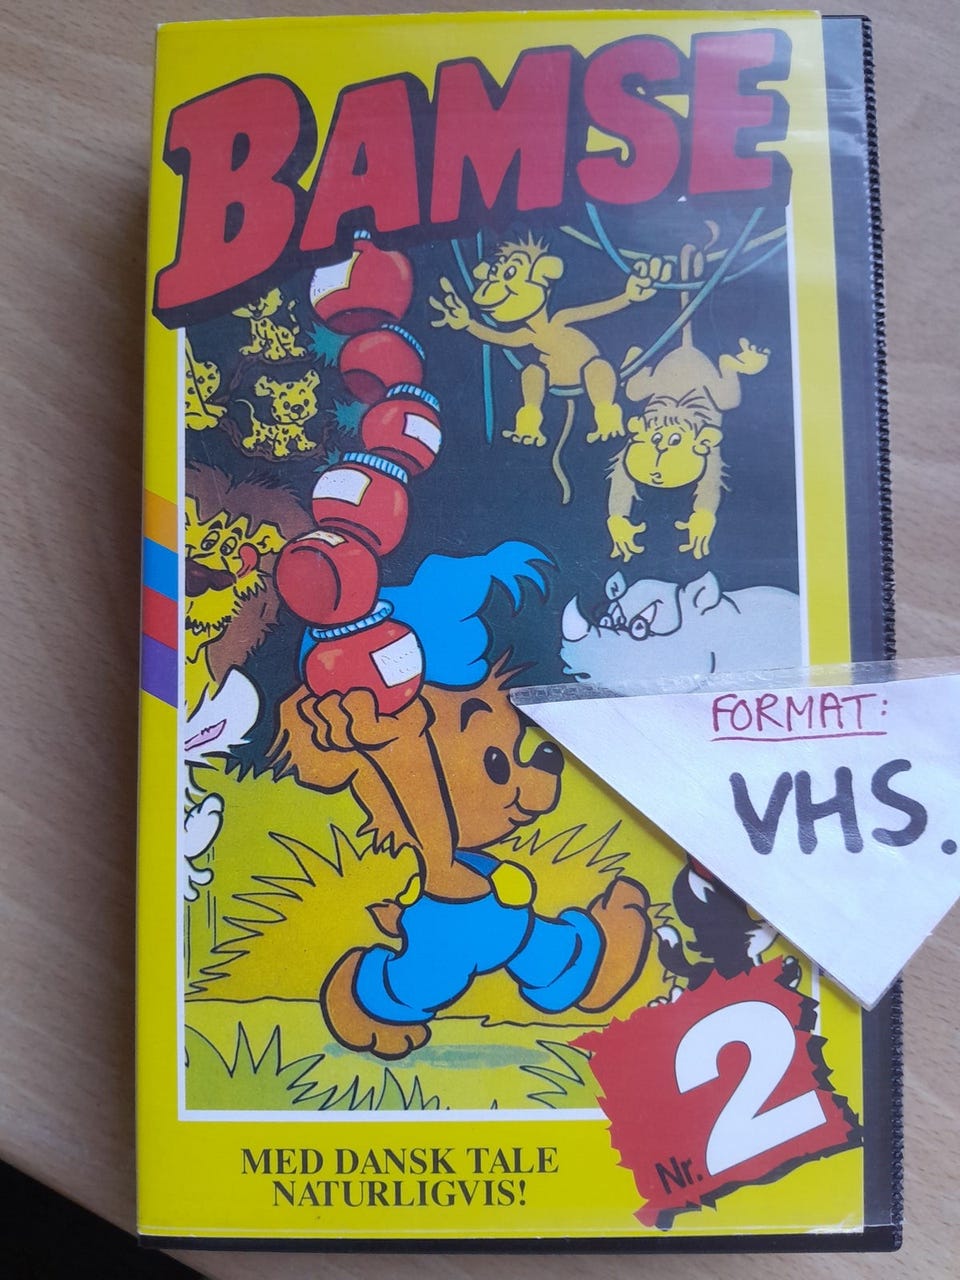 BAMSE
FORMAT:
VHS.
Nr. 2
MED DANSK TALE
NATURLIGVIS!